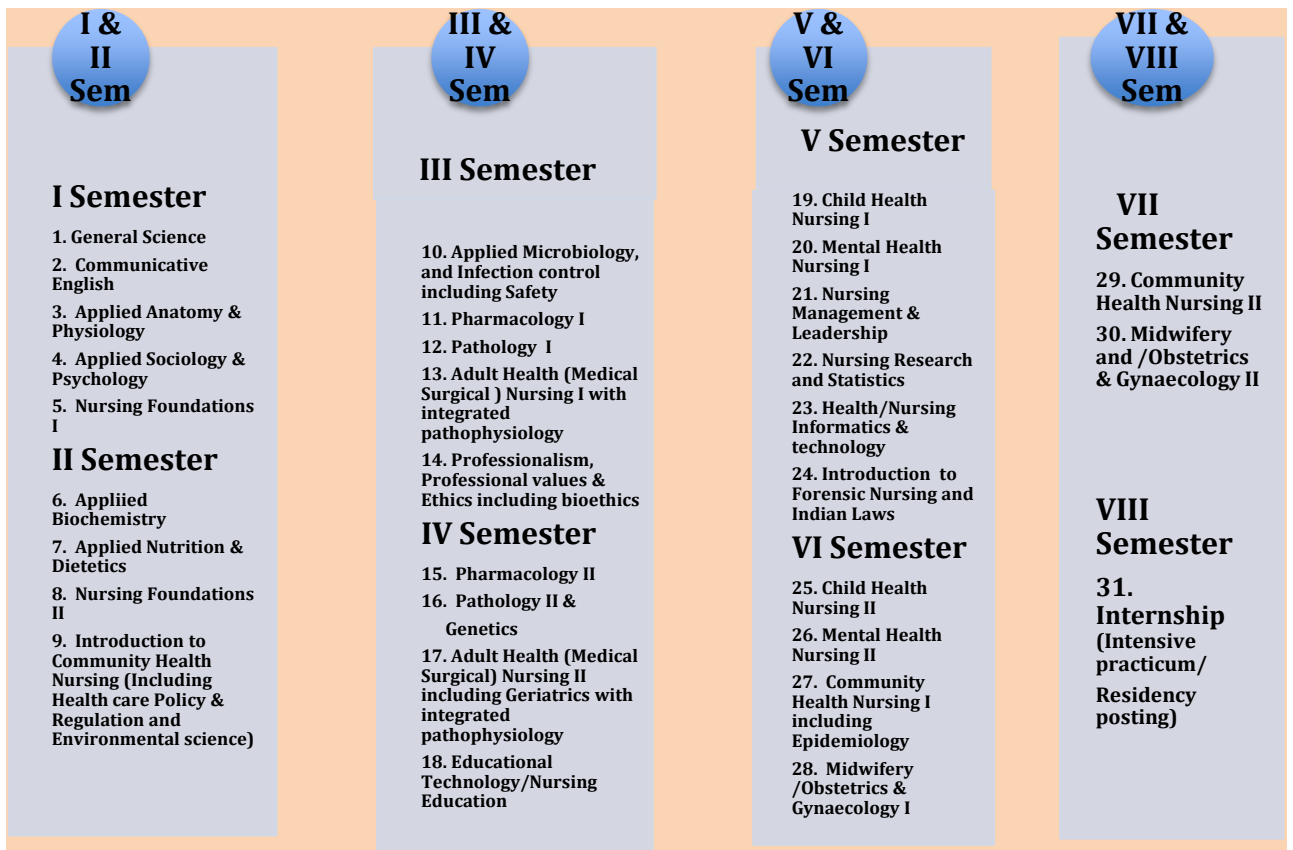 I &
II
Sem
I Semester
1. General Science
2. Communicative
English
3. Applied Anatomy &
Physiology
4. Applied Sociology &
Psychology
5. Nursing Foundations
I
II Semester
6. Appliied
Biochemistry
7. Applied Nutrition &
Dietetics
8. Nursing Foundations
II
9. Introduction to
Community Health
Nursing (Including
Health care Policy &
Regulation and
Environmental science)
III &
IV
Sem
III Semester
10. Applied Microbiology,
and Infection control
including Safety
11. Pharmacology I
12. Pathology I
13. Adult Health (Medical
Surgical ) Nursing I with
integrated
pathophysiology
14. Professionalism,
Professional values &
Ethics including bioethics
IV Semester
15. Pharmacology II
16. Pathology II &
Genetics
17. Adult Health (Medical
Surgical) Nursing II
including Geriatrics with
integrated
pathophysiology
18. Educational
Technology/Nursing
Education
V &
VI
Sem
V Semester
19. Child Health
Nursing I
20. Mental Health
Nursing I
21. Nursing
Management &
Leadership
22. Nursing Research
and Statistics
23. Health/Nursing
Informatics &
technology
24. Introduction to
Forensic Nursing and
Indian Laws
VI Semester
25. Child Health
Nursing II
26. Mental Health
Nursing II
27. Community
Health Nursing I
including
Epidemiology
28. Midwifery
/Obstetrics &
Gynaecology I
VII &
VIII
Sem
VII
Semester
29. Community
Health Nursing II
30. Midwifery
and /Obstetrics
& Gynaecology II
VIII
Semester
31.
Internship
(Intensive
practicum/
Residency
posting)